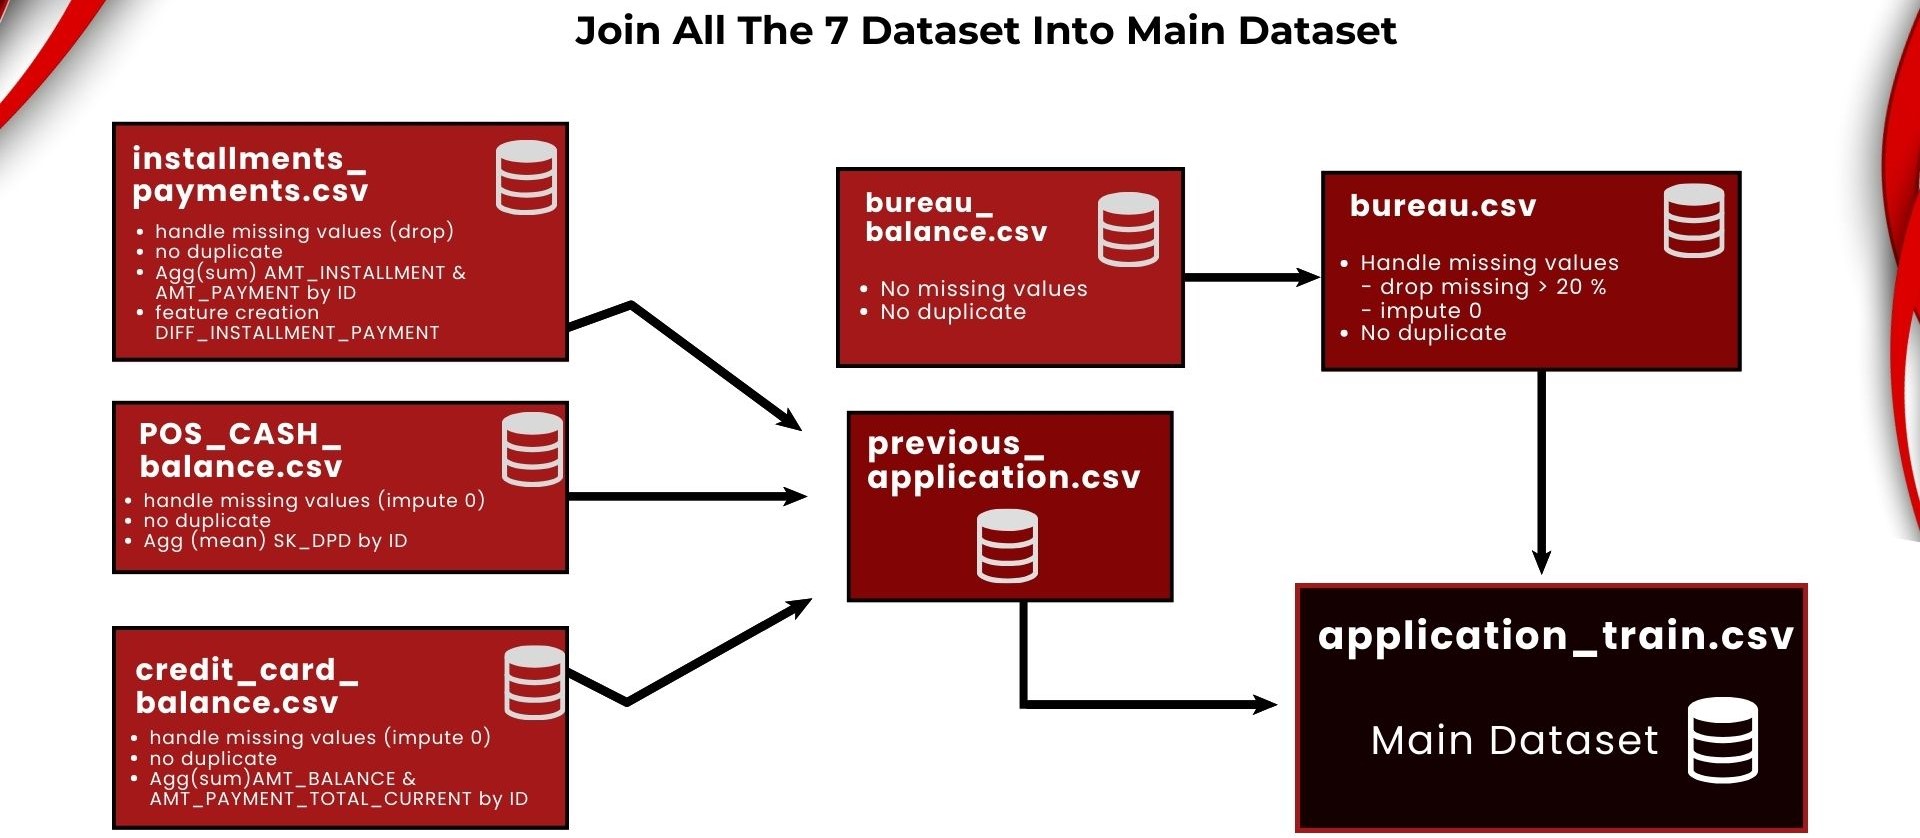 Join All The 7 Dataset Into Main Dataset
installments_
payments.csv
• handle missing values (drop)
• no duplicate
• Agg(sum) AMT_INSTALLMENT &
AMT_PAYMENT by ID
• feature creation
DIFF_INSTALLMENT_PAYMENT
POS_CASH_
balance.csv
• handle missing values (impute 0)
• no duplicate
• Agg (mean) SK_DPD by ID
credit_card_
balance.csv
• handle missing values (impute 0)
• no duplicate
• Agg(sum)AMT_BALANCE &
AMT_PAYMENT_TOTAL_CURRENT by ID
bureau_
balance.csv
• No missing values
• No duplicate
bureau.csv
• Handle missing values
- drop missing > 20 %
- impute 0
• No duplicate
previous_
application.csv
application_train.csv
Main Dataset